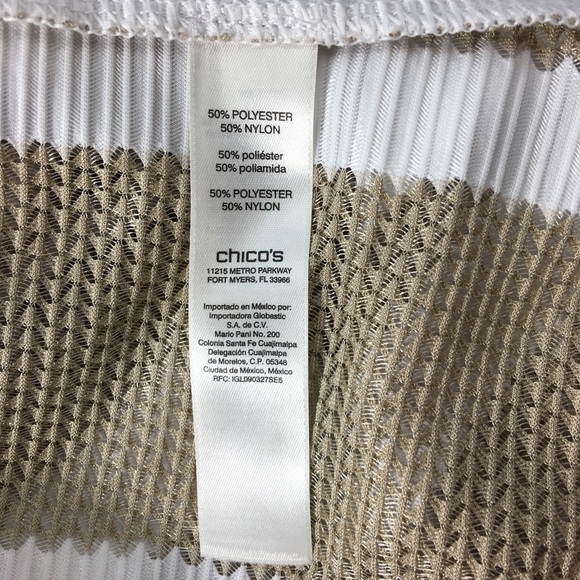 50% POLYESTER
50% NYLON
50% poliéster
50% poliamida
50% POLYESTER
50% NYLON
chico's
11215 METRO PARKWAY
FORT MYERS, FL 33966
Importado en México por:
Importadora Globastic
S.A. de C.V.
Mario Pani No. 200
Colonia Santa Fe Cuajimalpa
Delegación Cuajimalpa
de Morelos, C.P. 05348
Ciudad de México, México
RFC: IGL090327SE5